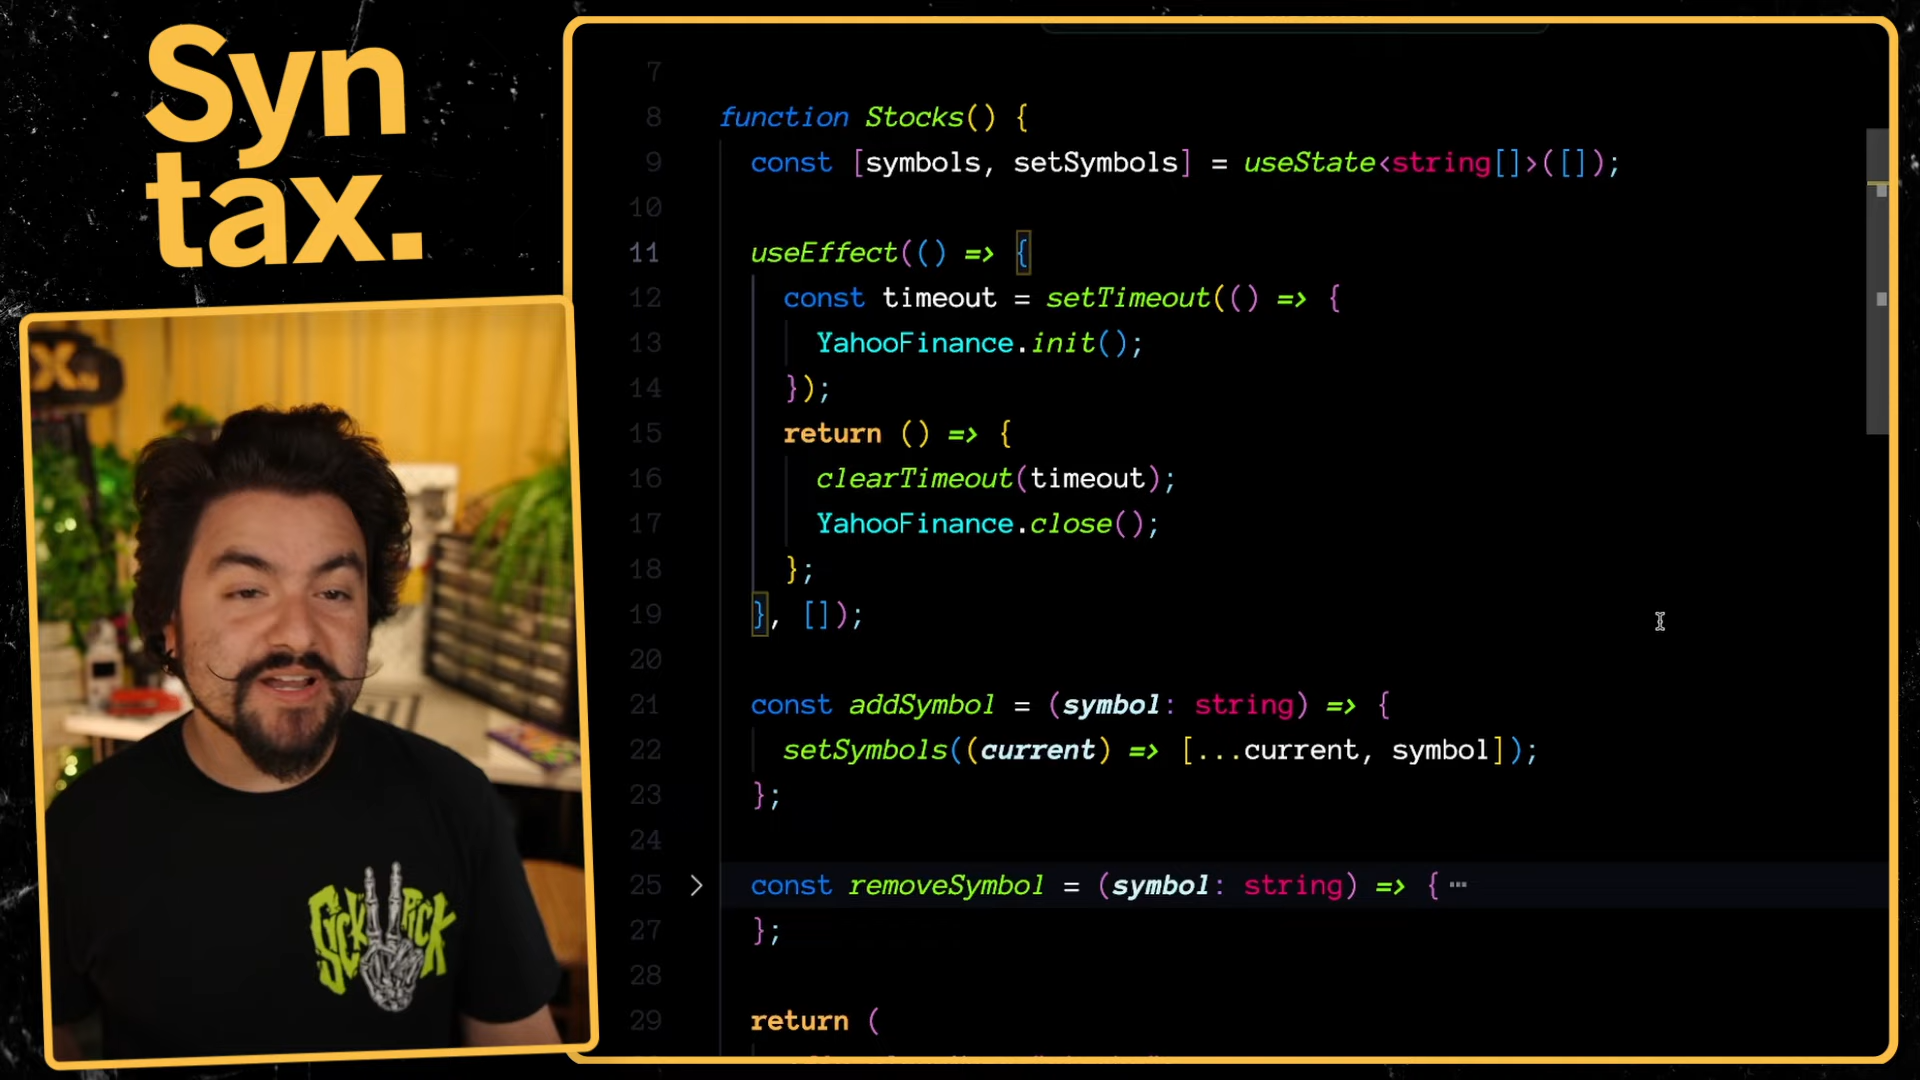 Syn
tax.
x.
SICK PICK
7
8 function Stocks() {
9 const [symbols, setSymbols] = useState<string[]>([]);
10
11 useEffect(() => {
12 const timeout = setTimeout(() => {
13 YahooFinance.init();
14 });
15 return () => {
16 clearTimeout(timeout);
17 YahooFinance.close();
18 };
19 }, []);
20
21 const addSymbol = (symbol: string) => {
22 setSymbols((current) => [...current, symbol]);
23 };
24
25 const removeSymbol = (symbol: string) => {
27 };
28
29 return (